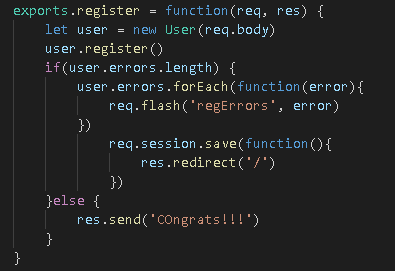 exports.register = function(req, res) {
    let user = new User(req.body)
    user.register()
    if(user.errors.length) {
        user.errors.forEach(function(error){
            req.flash('regErrors', error)
        })
            req.session.save(function(){
                res.redirect('/')
            })
    }else {
        res.send('COngrats!!!')
    }
}